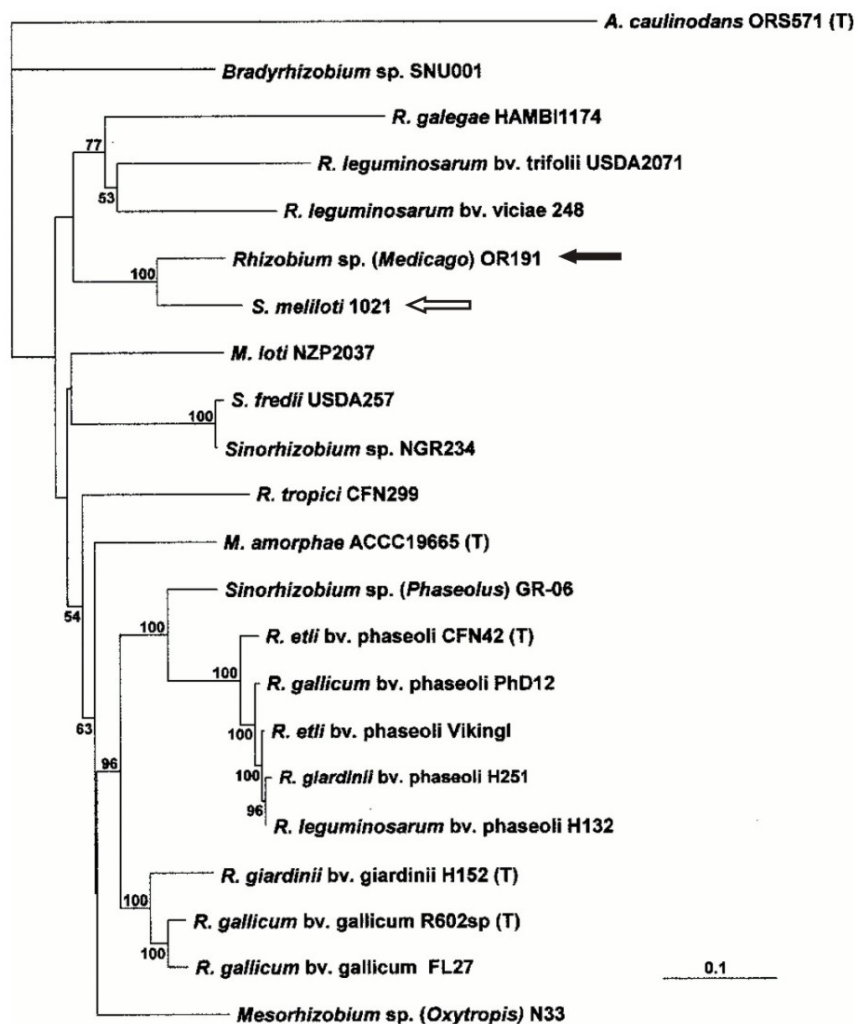 A. caulinodans ORS571 (T)
Bradyrhizobium sp. SNU001
R. galegae HAMBI1174
77
R. leguminosarum bv. trifolii USDA2071
53
R. leguminosarum bv. viciae 248
Rhizobium sp. (Medicago) OR191
100
S. meliloti 1021
M. loti NZP2037
S. fredii USDA257
100
Sinorhizobium sp. NGR234
R. tropici CFN299
M. amorphae ACCC19665 (T)
Sinorhizobium sp. (Phaseolus) GR-06
54
100
R. etli bv. phaseoli CFN42 (T)
100
R. gallicum bv. phaseoli PhD12
63
100
R. etli bv. phaseoli VikingI
96
100
R. giardinii bv. phaseoli H251
96
R. leguminosarum bv. phaseoli H132
R. giardinii bv. giardinii H152 (T)
100
R. gallicum bv. gallicum R602sp (T)
100
R. gallicum bv. gallicum FL27
0.1
Mesorhizobium sp. (Oxytropis) N33